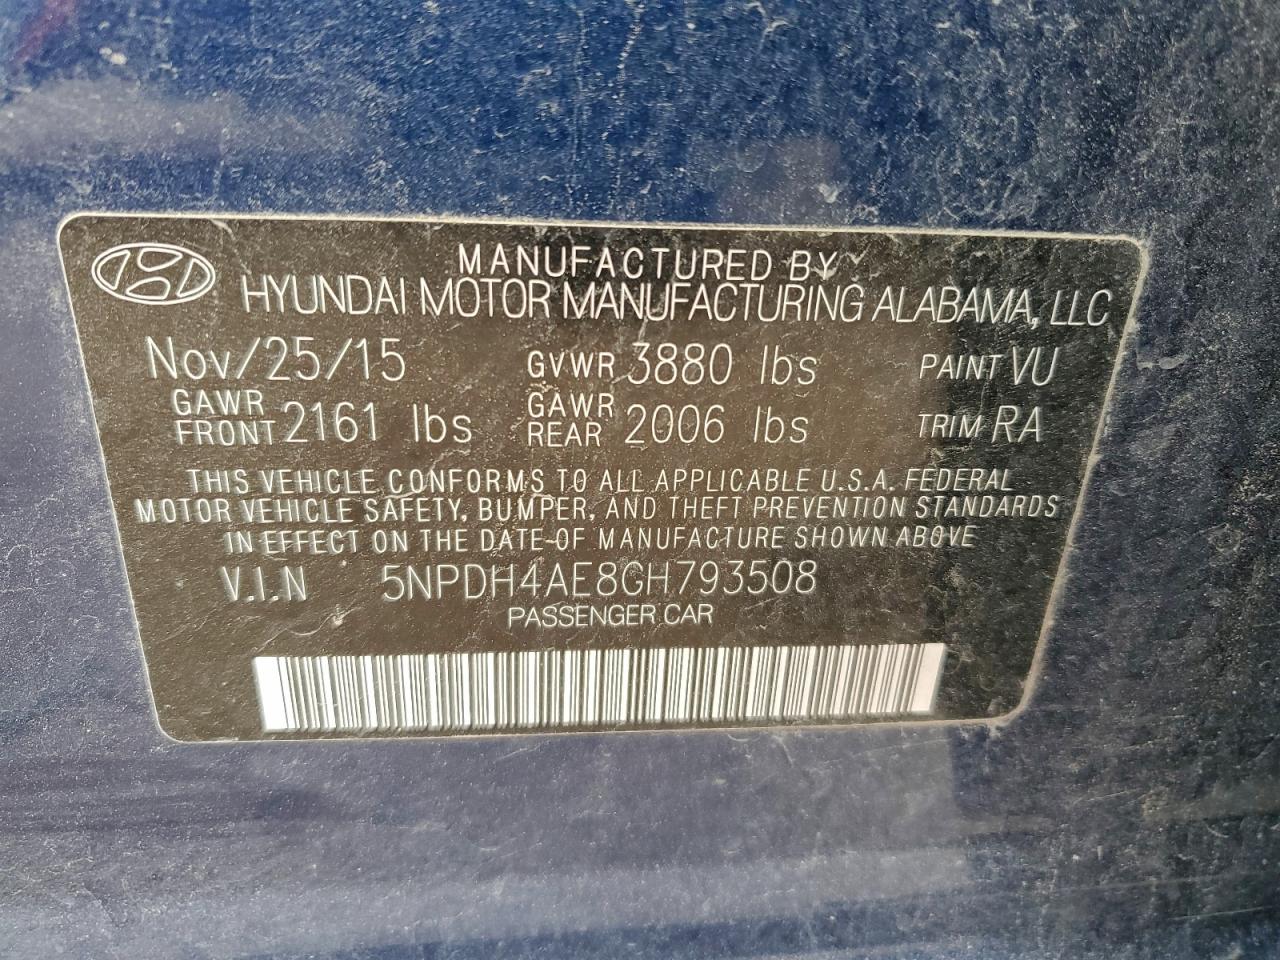 MANUFACTURED BY
HYUNDAI MOTOR MANUFACTURING ALABAMA, LLC
Nov/25/15 GVWR 3880 lbs PAINT VU
GAWR FRONT 2161 lbs GAWR REAR 2006 lbs TRIM RA
THIS VEHICLE CONFORMS TO ALL APPLICABLE U.S.A. FEDERAL
MOTOR VEHICLE SAFETY, BUMPER, AND THEFT PREVENTION STANDARDS
IN EFFECT ON THE DATE OF MANUFACTURE SHOWN ABOVE
V.I.N 5NPDH4AE8GH793508
PASSENGER CAR